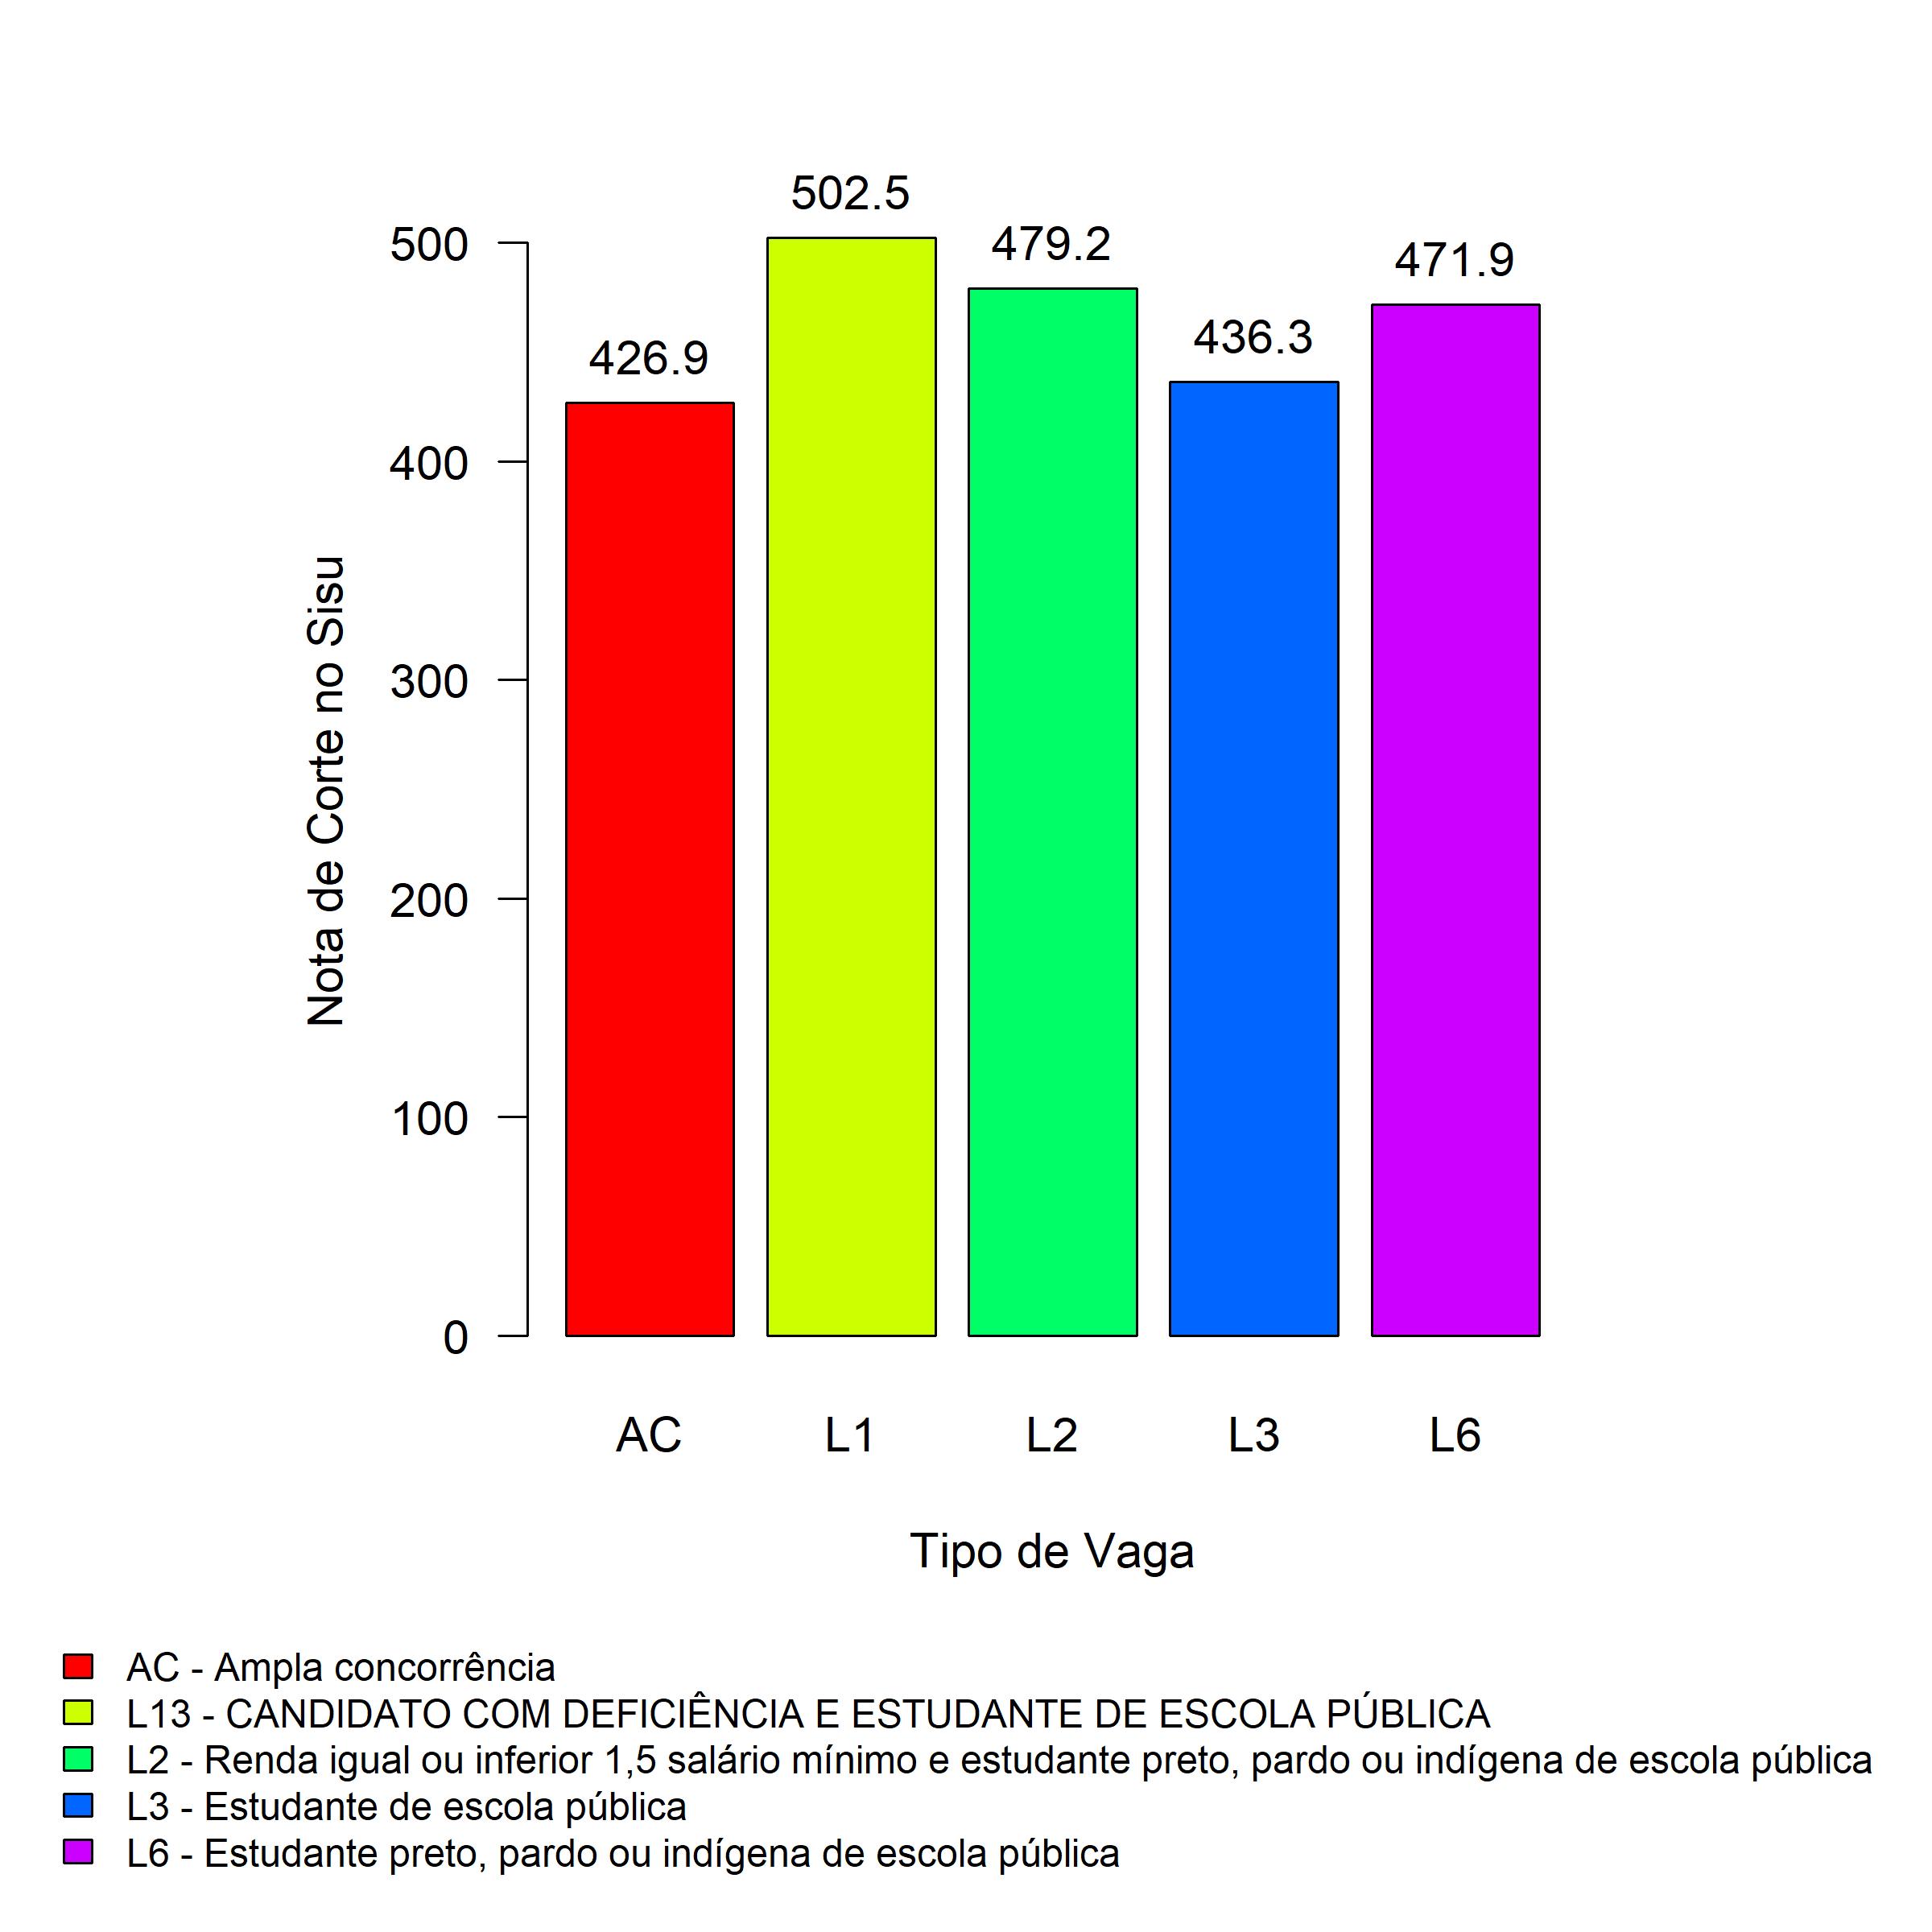 502.5
479.2
471.9
436.3
426.9
500
400
300
200
100
0
Nota de Corte no Sisu
AC L1 L2 L3 L6
Tipo de Vaga
AC - Ampla concorrência
L13 - CANDIDATO COM DEFICIÊNCIA E ESTUDANTE DE ESCOLA PÚBLICA
L2 - Renda igual ou inferior 1,5 salário mínimo e estudante preto, pardo ou indígena de escola pública
L3 - Estudante de escola pública
L6 - Estudante preto, pardo ou indígena de escola pública